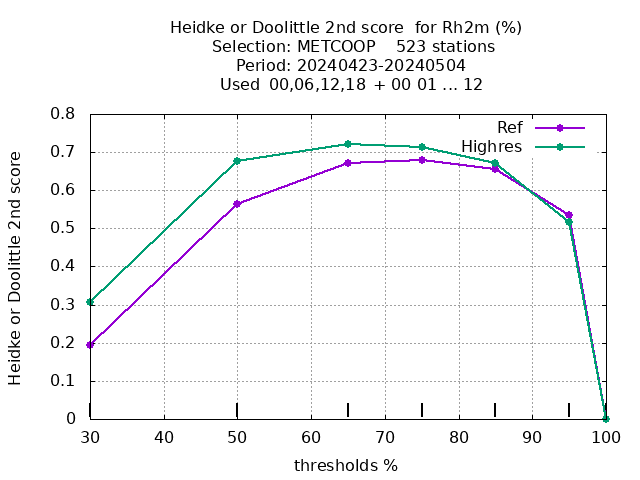 Heidke or Doolittle 2nd score  for Rh2m (%)
Selection: METCOOP    523 stations
Period: 20240423-20240504
Used  00,06,12,18  + 00 01 ... 12
Ref
Highres
Heidke or Doolittle 2nd score
0.8
0.7
0.6
0.5
0.4
0.3
0.2
0.1
0
30 40 50 60 70 80 90 100
thresholds %